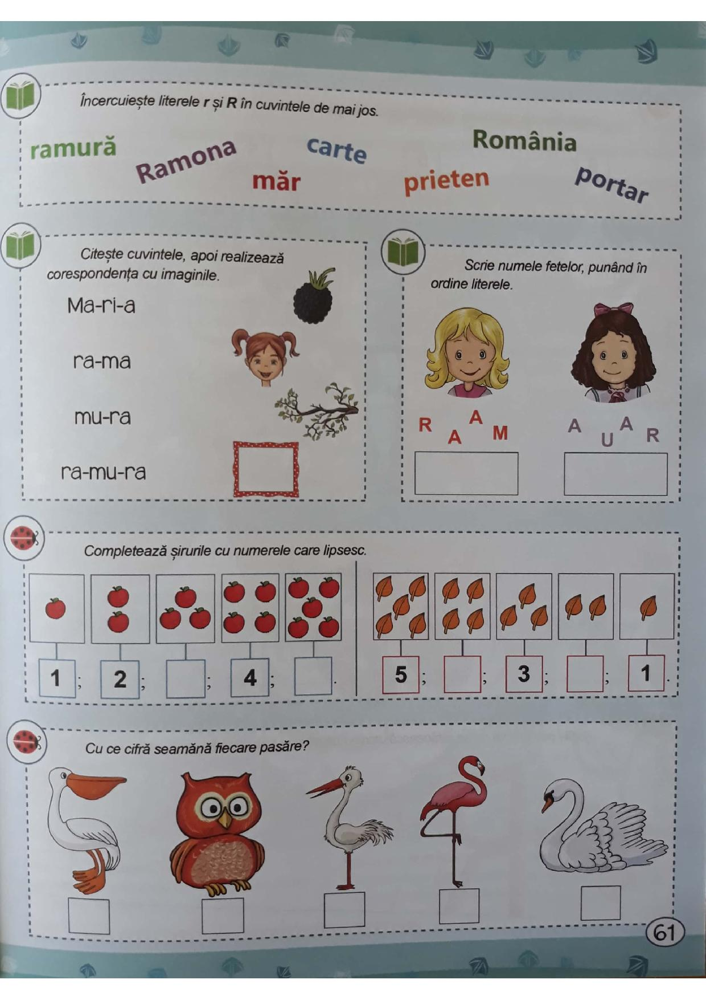 Încercuiește literele r și R în cuvintele de mai jos.
ramură
Ramona
carte
România
măr
prieten
portar
Citește cuvintele, apoi realizează
corespondența cu imaginile.
Ma-ri-a
ra-ma
mu-ra
ra-mu-ra
Scrie numele fetelor, punând în
ordine literele.
R A A M
A U A R
Completează șirurile cu numerele care lipsesc.
1 ; 2 ; ; 4 ; .
5 ; ; 3 ; ; 1 .
Cu ce cifră seamănă fiecare pasăre?
61